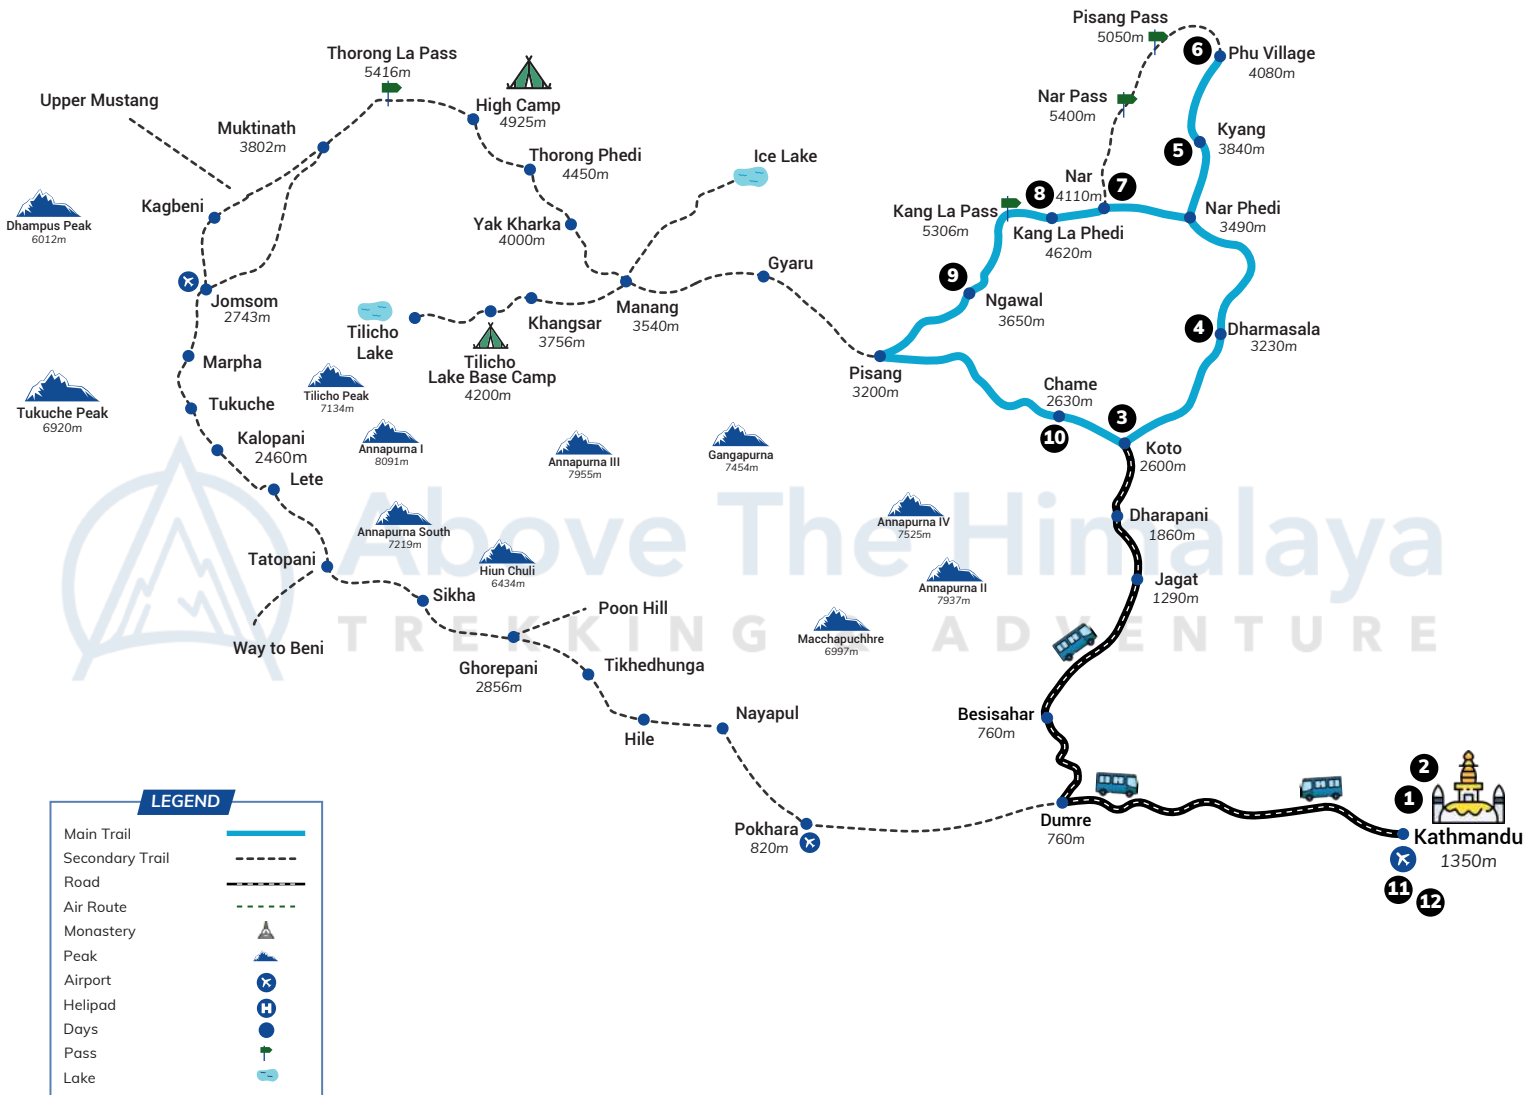 Pisang Pass
5050m
6
Phu Village
4080m
Thorong La Pass
5416m
High Camp
4925m
Upper Mustang
Muktinath
3802m
Nar Pass
5400m
Kyang
3840m
5
Thorong Phedi
4450m
Ice Lake
Nar
4110m
7
8
Kagbeni
Dhampus Peak
6012m
Yak Kharka
4000m
Kang La Pass
5306m
Kang La Phedi
4620m
Nar Phedi
3490m
Gyaru
9
Ngawal
3650m
Jomsom
2743m
Manang
3540m
Khangsar
3756m
Tilicho
Lake
Tilicho
Lake Base Camp
4200m
4
Dharmasala
3230m
Marpha
Pisang
3200m
Tilicho Peak
7134m
Chame
2630m
Tukuche Peak
6920m
Tukuche
3
10
Koto
2600m
Kalopani
2460m
Annapurna I
8091m
Annapurna III
7955m
Gangapurna
7454m
Lete
Annapurna IV
7525m
Dharapani
1860m
Annapurna South
7219m
Above The Himalaya
TREKKING & ADVENTURE
Tatopani
Hiun Chuli
6434m
Annapurna II
7937m
Jagat
1290m
Sikha
Poon Hill
Macchapuchhre
6997m
Way to Beni
Ghorepani
2856m
Tikhedhunga
Nayapul
Hile
Besisahar
760m
2
1
Kathmandu
1350m
11
12
Pokhara
820m
Dumre
760m
LEGEND
Main Trail
Secondary Trail
Road
Air Route
Monastery
Peak
Airport
Helipad
H
Days
Pass
Lake